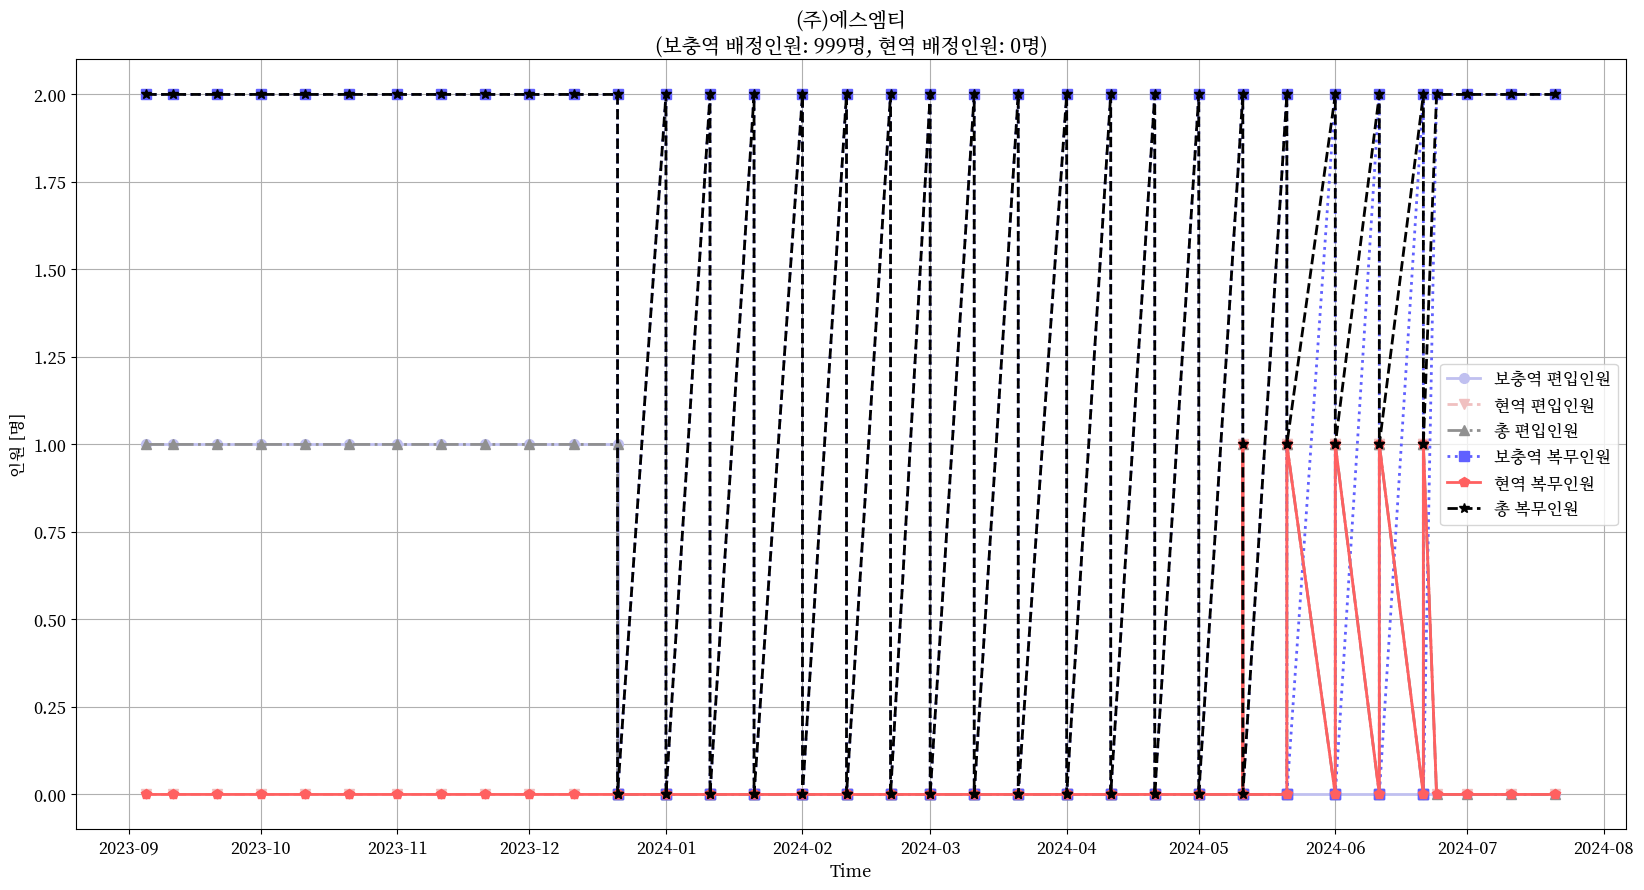 (주)에스엠티
(보충역 배정인원: 999명, 현역 배정인원: 0명)
인원 [명]
2.00
1.75
1.50
1.25
1.00
0.75
0.50
0.25
0.00
보충역 편입인원
현역 편입인원
총 편입인원
보충역 복무인원
현역 복무인원
총 복무인원
2023-09
2023-10
2023-11
2023-12
2024-01
2024-02
2024-03
2024-04
2024-05
2024-06
2024-07
2024-08
Time